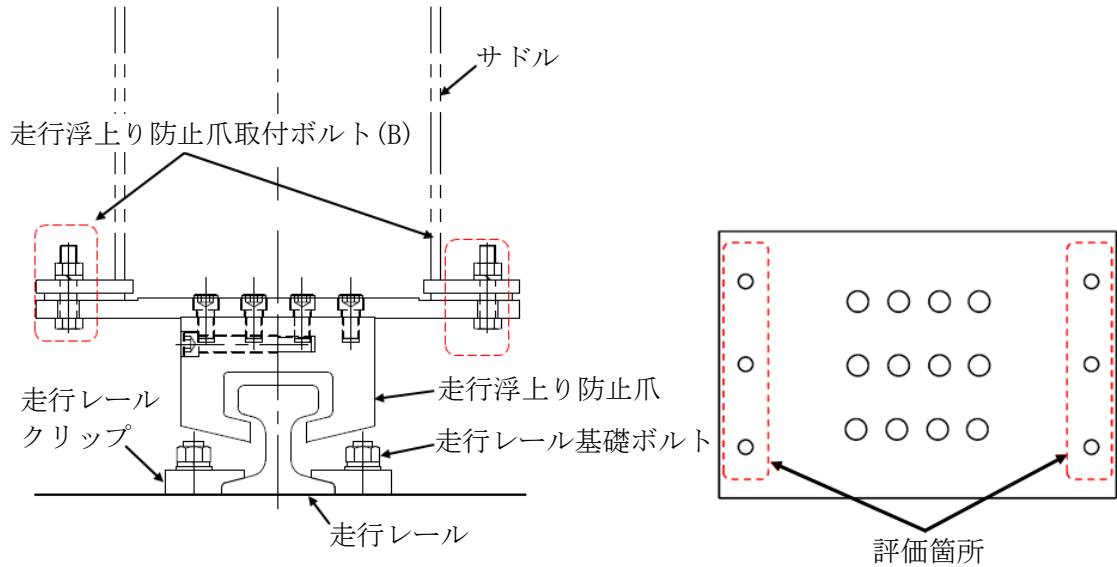 サドル
走行浮上り防止爪取付ボルト(B)
走行浮上り防止爪
走行レール
クリップ
走行レール基礎ボルト
走行レール
評価箇所